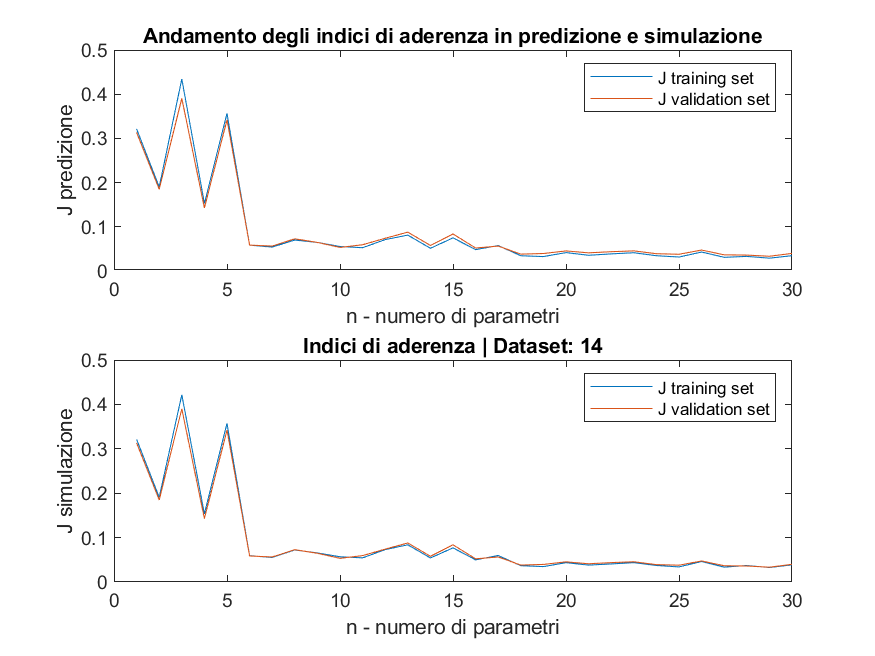 Andamento degli indici di aderenza in predizione e simulazione
0.5
0.4
0.3
0.2
0.1
0
J predizione
J training set
J validation set
0 5 10 15 20 25 30
n - numero di parametri
Indici di aderenza | Dataset: 14
0.5
0.4
0.3
0.2
0.1
0
J simulazione
J training set
J validation set
0 5 10 15 20 25 30
n - numero di parametri